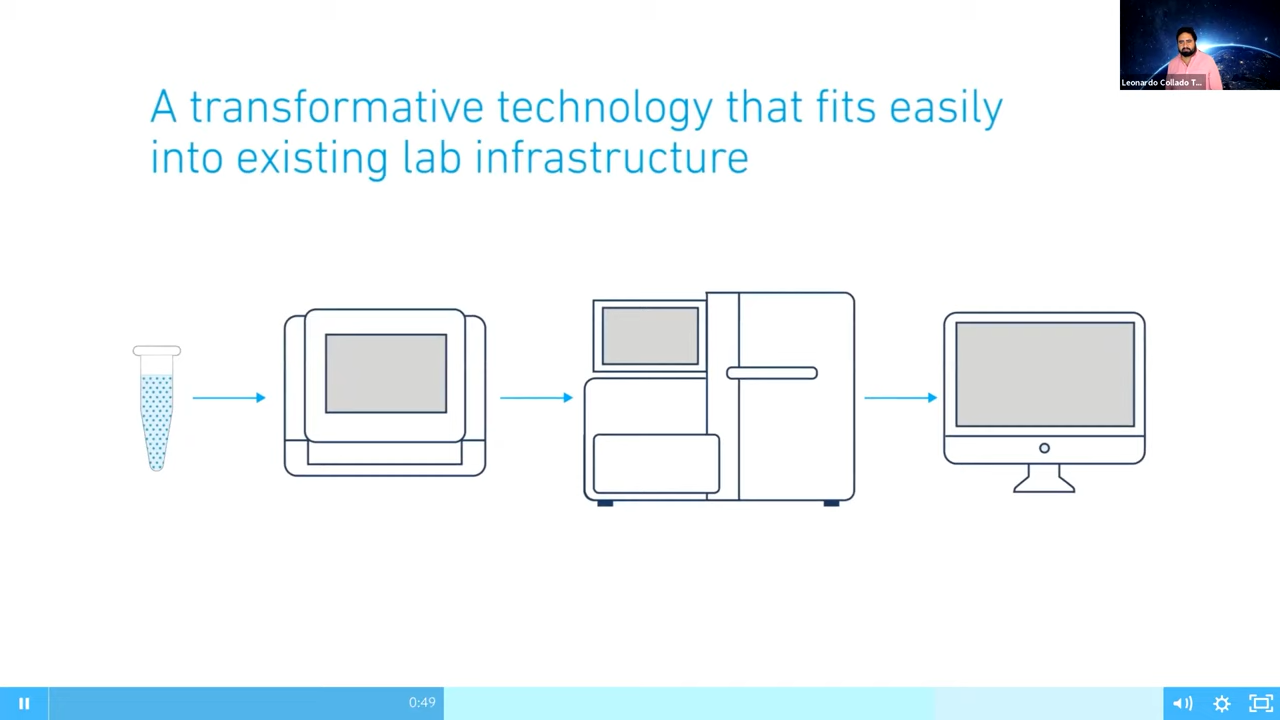 Leonardo Collado T...
A transformative technology that fits easily
into existing lab infrastructure
0:49